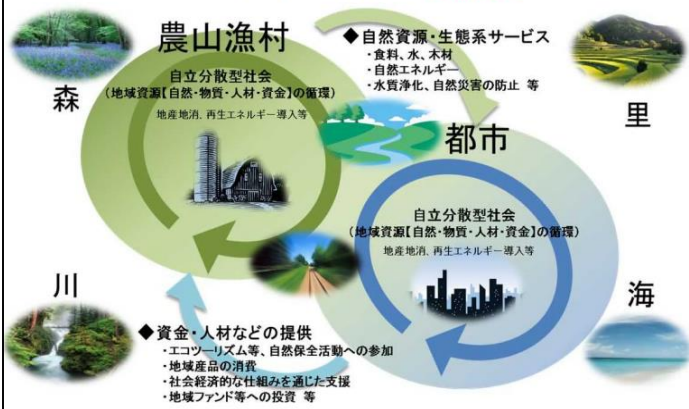 農山漁村
◆自然資源・生態系サービス
・食料、水、木材
・自然エネルギー
・水質浄化、自然災害の防止 等
森
自立分散型社会
(地域資源【自然・物質・人材・資金】の循環)
地産地消、再生エネルギー導入等
里
都市
自立分散型社会
(地域資源【自然・物質・人材・資金】の循環)
地産地消、再生エネルギー導入等
川
海
◆資金・人材などの提供
・エコツーリズム等、自然保全活動への参加
・地域産品の消費
・社会経済的な仕組みを通じた支援
・地域ファンド等への投資 等